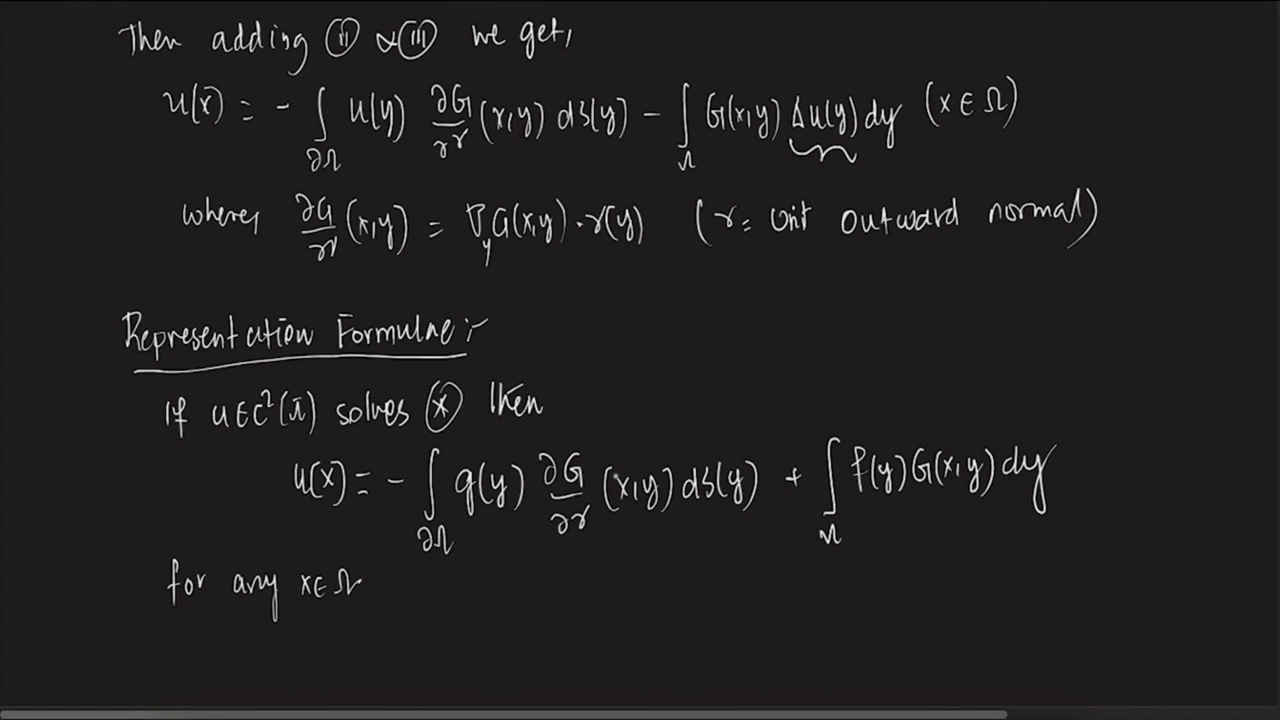 Then adding (ii) & (iii) we get,
u(x) = - ∫_∂Ω u(y) ∂G/∂γ (x,y) dS(y) - ∫_Ω G(x,y) Δu(y) dy (x ∈ Ω)
where, ∂G/∂γ (x,y) = ∇_y G(x,y) · γ(y) (γ = unit outward normal)
Representation Formulae :-
If u ∈ C²(Ω̄) solves (*) then
u(x) = - ∫_∂Ω g(y) ∂G/∂γ (x,y) dS(y) + ∫_Ω f(y) G(x,y) dy
for any x ∈ Ω